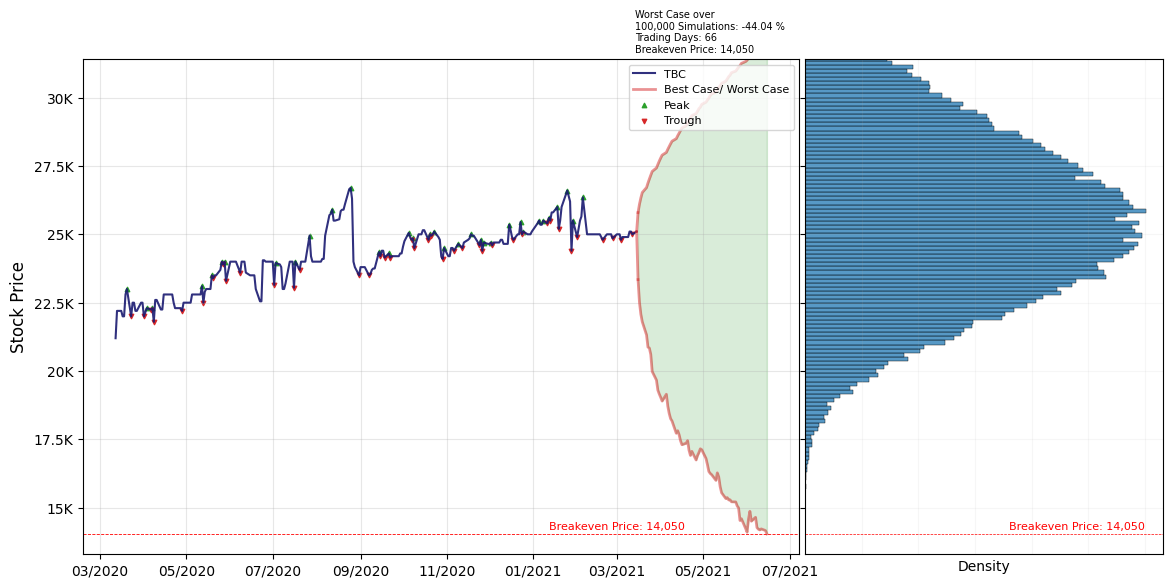 Worst Case over
100,000 Simulations: -44.04 %
Trading Days: 66
Breakeven Price: 14,050
TBC
Best Case/ Worst Case
Peak
Trough
Stock Price
30K
27.5K
25K
22.5K
20K
17.5K
15K
Breakeven Price: 14,050
Breakeven Price: 14,050
03/2020
05/2020
07/2020
09/2020
11/2020
01/2021
03/2021
05/2021
07/2021
Density